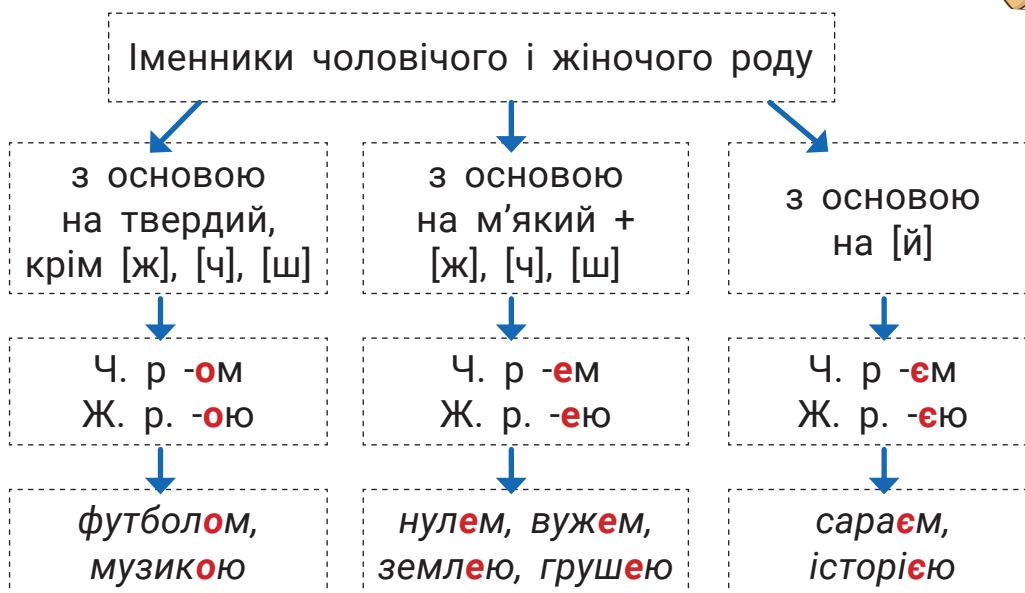 Іменники чоловічого і жіночого роду
з основою
на твердий,
крім [ж], [ч], [ш]
з основою
на м’який +
[ж], [ч], [ш]
з основою
на [й]
Ч. р -ом
Ж. р. -ою
Ч. р -ем
Ж. р. -ею
Ч. р -єм
Ж. р. -єю
футболом,
музикою
нулем, вужем,
землею, грушею
сараєм,
історією